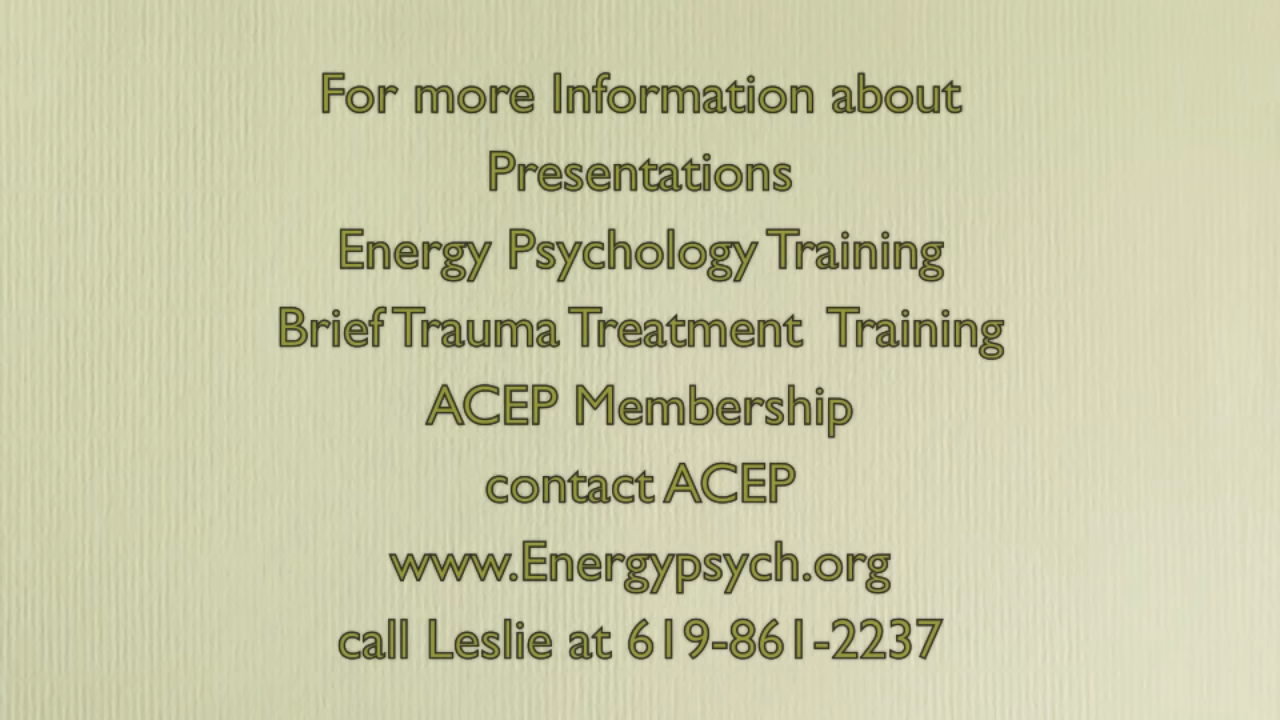 For more Information about
Presentations
Energy Psychology Training
Brief Trauma Treatment  Training
ACEP Membership
contact ACEP
www.Energypsych.org
call Leslie at 619-861-2237